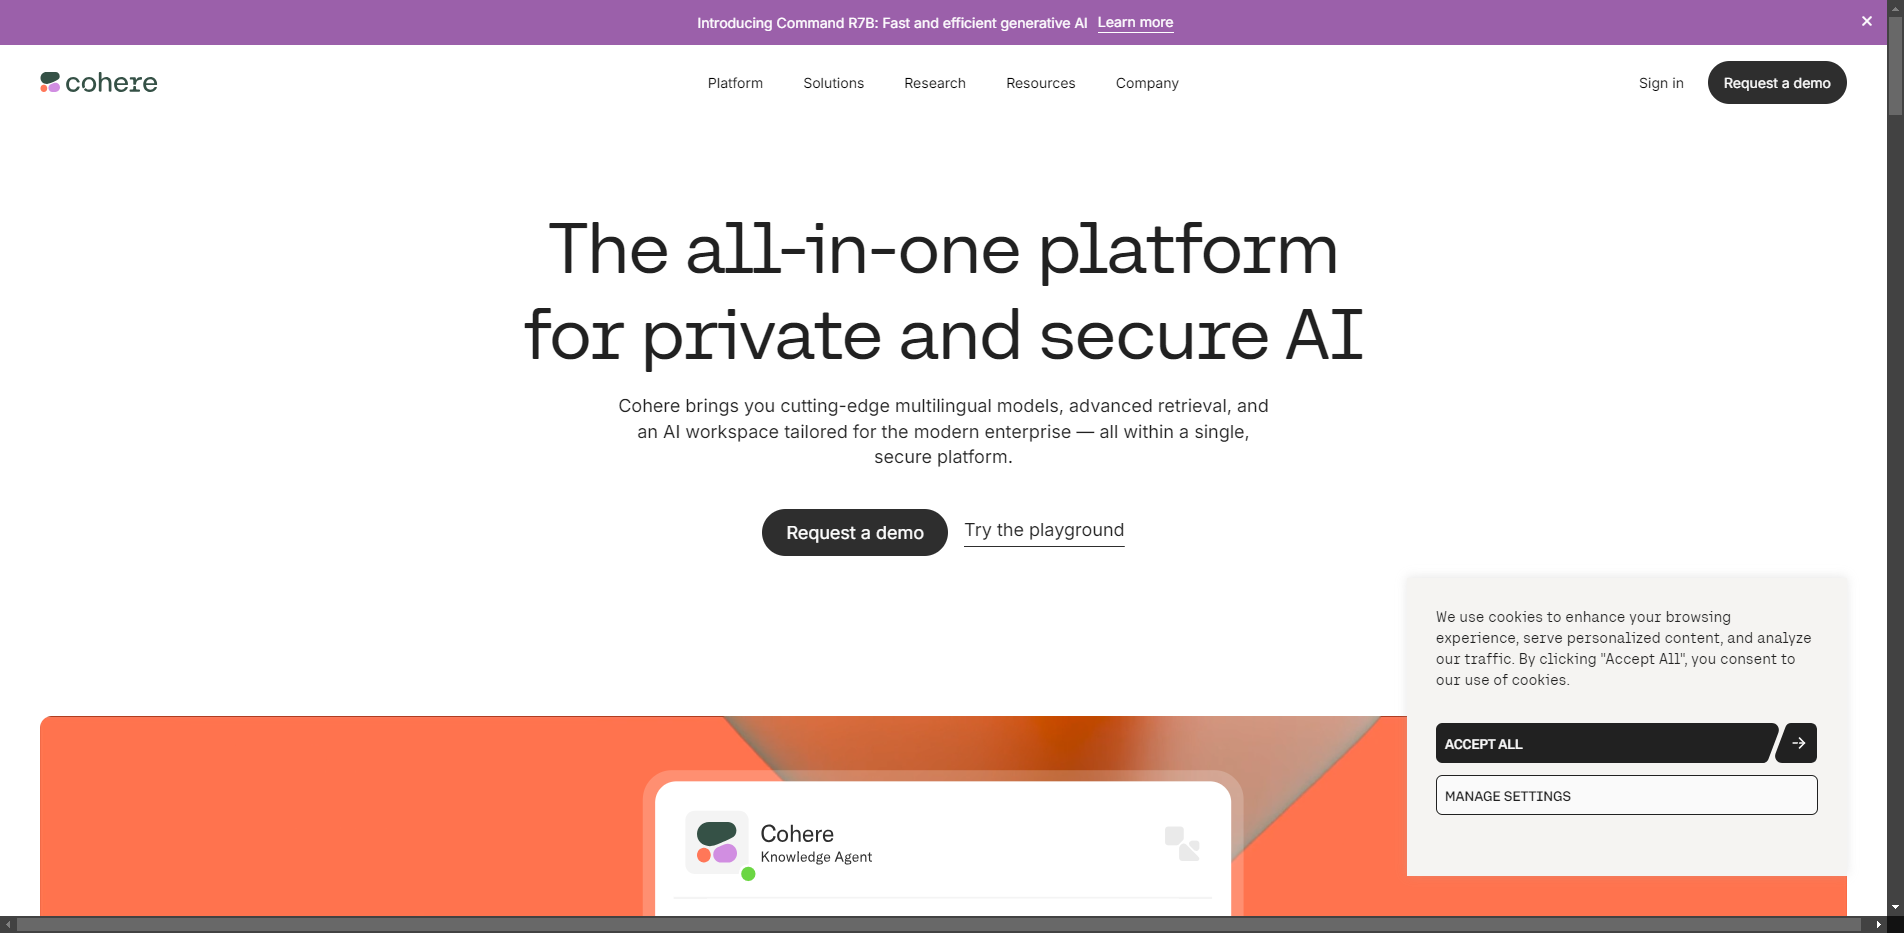 Introducing Command R7B: Fast and efficient generative AI Learn more
cohere
Platform Solutions Research Resources Company
Sign in Request a demo
The all-in-one platform
for private and secure AI
Cohere brings you cutting-edge multilingual models, advanced retrieval, and
an AI workspace tailored for the modern enterprise — all within a single,
secure platform.
Request a demo Try the playground
We use cookies to enhance your browsing
experience, serve personalized content, and analyze
our traffic. By clicking "Accept All", you consent to
our use of cookies.
ACCEPT ALL
MANAGE SETTINGS
Cohere
Knowledge Agent